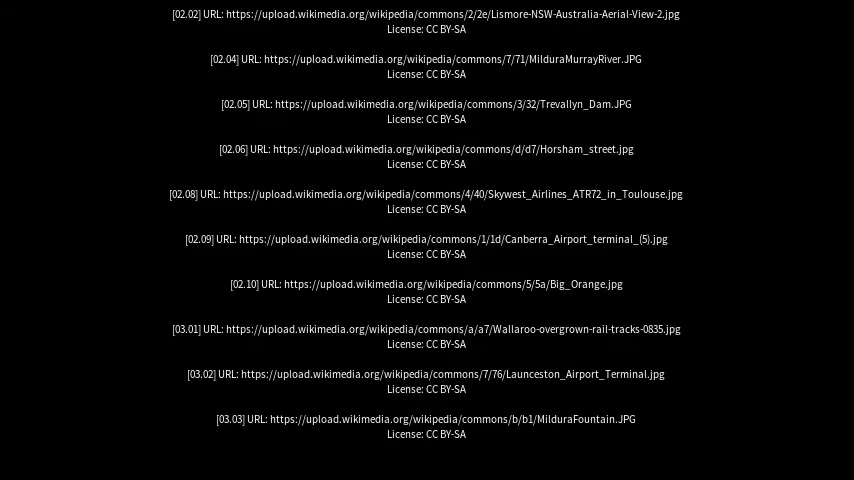 [02.02] URL: https://upload.wikimedia.org/wikipedia/commons/2/2e/Lismore-NSW-Australia-Aerial-View-2.jpg
License: CC BY-SA
[02.04] URL: https://upload.wikimedia.org/wikipedia/commons/7/71/MilduraMurrayRiver.JPG
License: CC BY-SA
[02.05] URL: https://upload.wikimedia.org/wikipedia/commons/3/32/Trevallyn_Dam.JPG
License: CC BY-SA
[02.06] URL: https://upload.wikimedia.org/wikipedia/commons/d/d7/Horsham_street.jpg
License: CC BY-SA
[02.08] URL: https://upload.wikimedia.org/wikipedia/commons/4/40/Skywest_Airlines_ATR72_in_Toulouse.jpg
License: CC BY-SA
[02.09] URL: https://upload.wikimedia.org/wikipedia/commons/1/1d/Canberra_Airport_terminal_(5).jpg
License: CC BY-SA
[02.10] URL: https://upload.wikimedia.org/wikipedia/commons/5/5a/Big_Orange.jpg
License: CC BY-SA
[03.01] URL: https://upload.wikimedia.org/wikipedia/commons/a/a7/Wallaroo-overgrown-rail-tracks-0835.jpg
License: CC BY-SA
[03.02] URL: https://upload.wikimedia.org/wikipedia/commons/7/76/Launceston_Airport_Terminal.jpg
License: CC BY-SA
[03.03] URL: https://upload.wikimedia.org/wikipedia/commons/b/b1/MilduraFountain.JPG
License: CC BY-SA